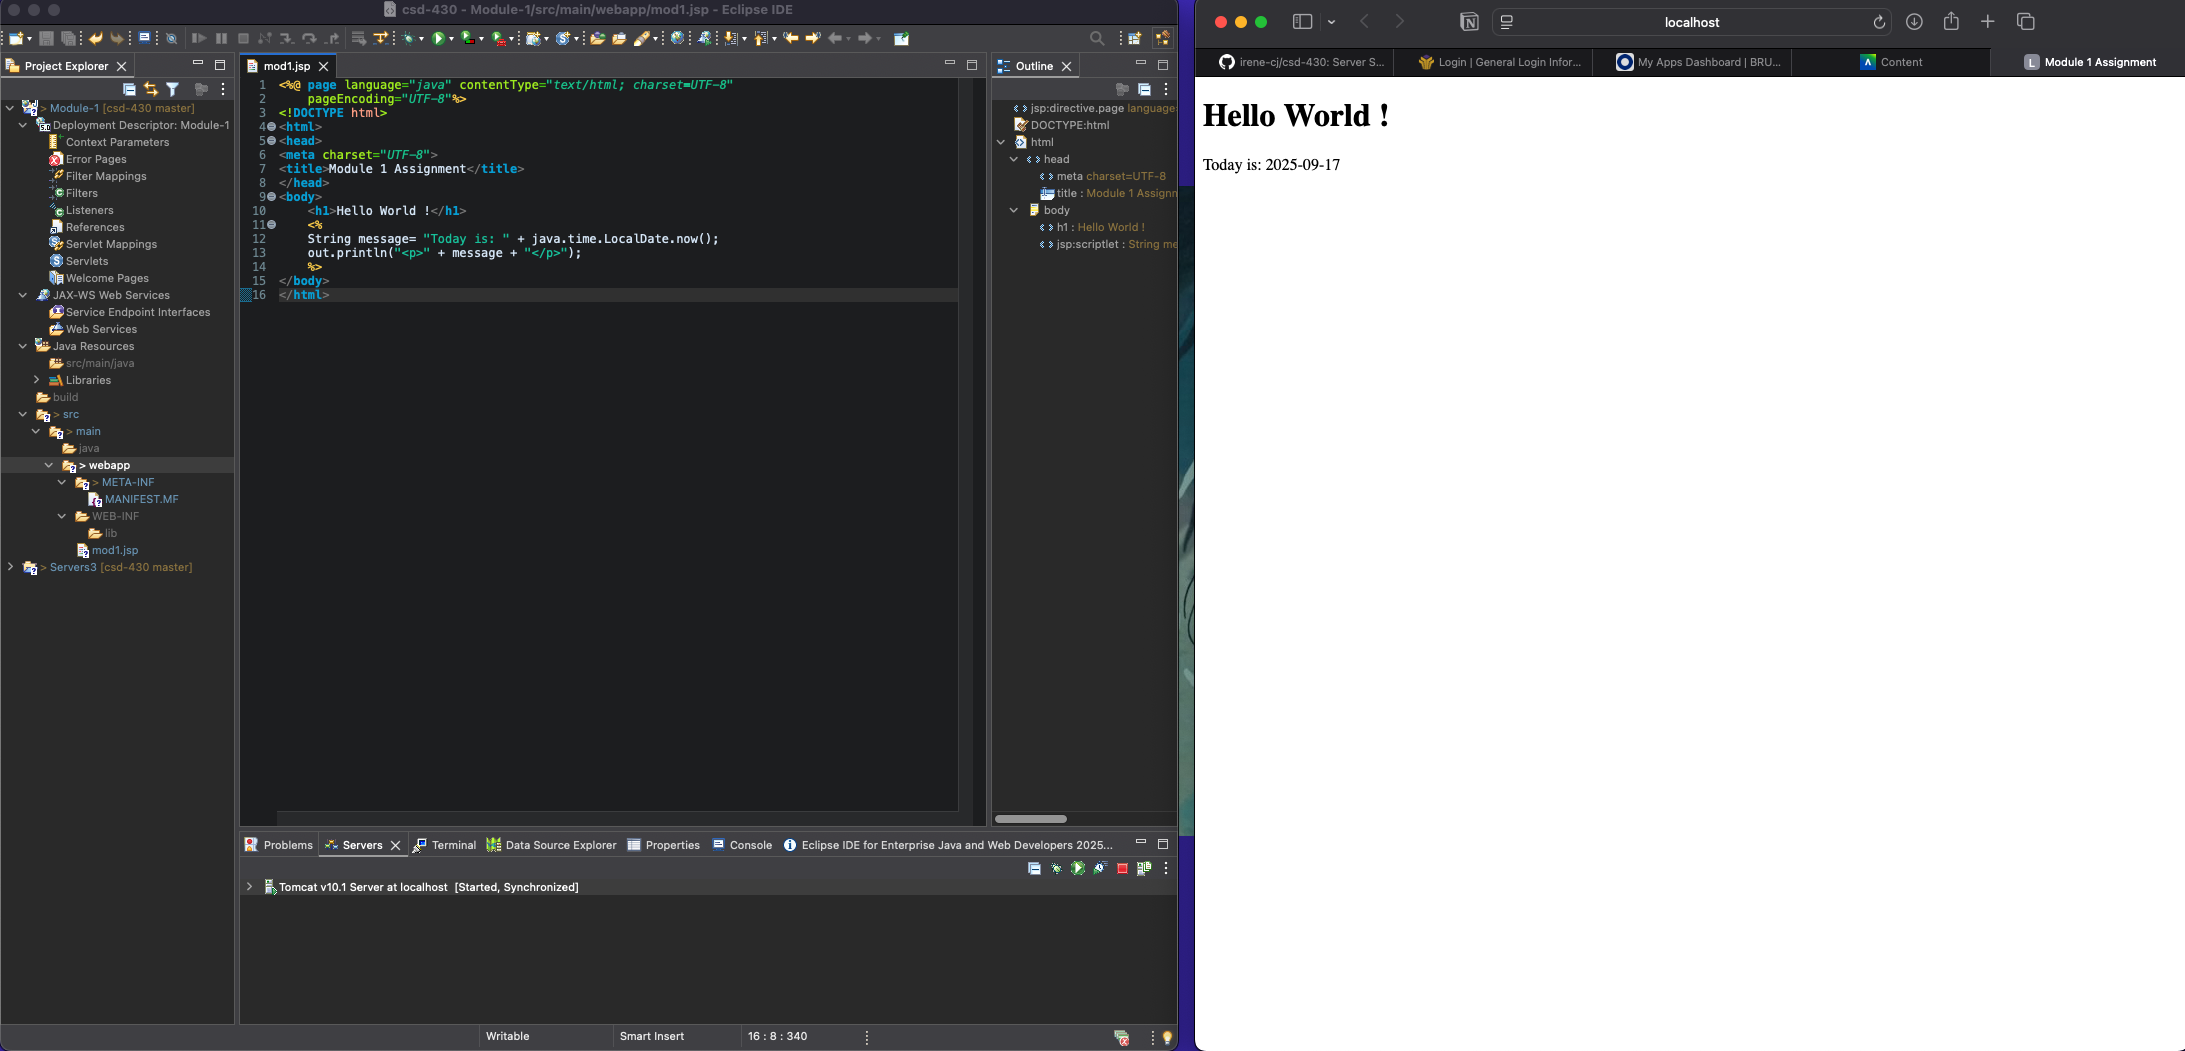 csd-430 - Module-1/src/main/webapp/mod1.jsp - Eclipse IDE
Project Explorer
> Module-1 [csd-430 master]
Deployment Descriptor: Module-1
Context Parameters
Error Pages
Filter Mappings
Filters
Listeners
References
Servlet Mappings
Servlets
Welcome Pages
JAX-WS Web Services
Service Endpoint Interfaces
Web Services
Java Resources
src/main/java
Libraries
build
> src
> main
java
> webapp
> META-INF
MANIFEST.MF
WEB-INF
lib
mod1.jsp
> Servers3 [csd-430 master]
mod1.jsp
1 <%@ page language="java" contentType="text/html; charset=UTF-8"
2 pageEncoding="UTF-8"%>
3 <!DOCTYPE html>
4 <html>
5 <head>
6 <meta charset="UTF-8">
7 <title>Module 1 Assignment</title>
8 </head>
9 <body>
10 <h1>Hello World !</h1>
11 <%
12 String message= "Today is: " + java.time.LocalDate.now();
13 out.println("<p>" + message + "</p>");
14 %>
15 </body>
16 </html>
Outline
jsp:directive.page language=
DOCTYPE:html
html
head
meta charset=UTF-8
title : Module 1 Assignn
body
h1 : Hello World !
jsp:scriptlet : String me
Problems
Servers
Terminal
Data Source Explorer
Properties
Console
Eclipse IDE for Enterprise Java and Web Developers 2025...
Tomcat v10.1 Server at localhost [Started, Synchronized]
Writable
Smart Insert
16 : 8 : 340
localhost
irene-cj/csd-430: Server S...
Login | General Login Infor...
My Apps Dashboard | BRU...
Content
L Module 1 Assignment
Hello World !
Today is: 2025-09-17